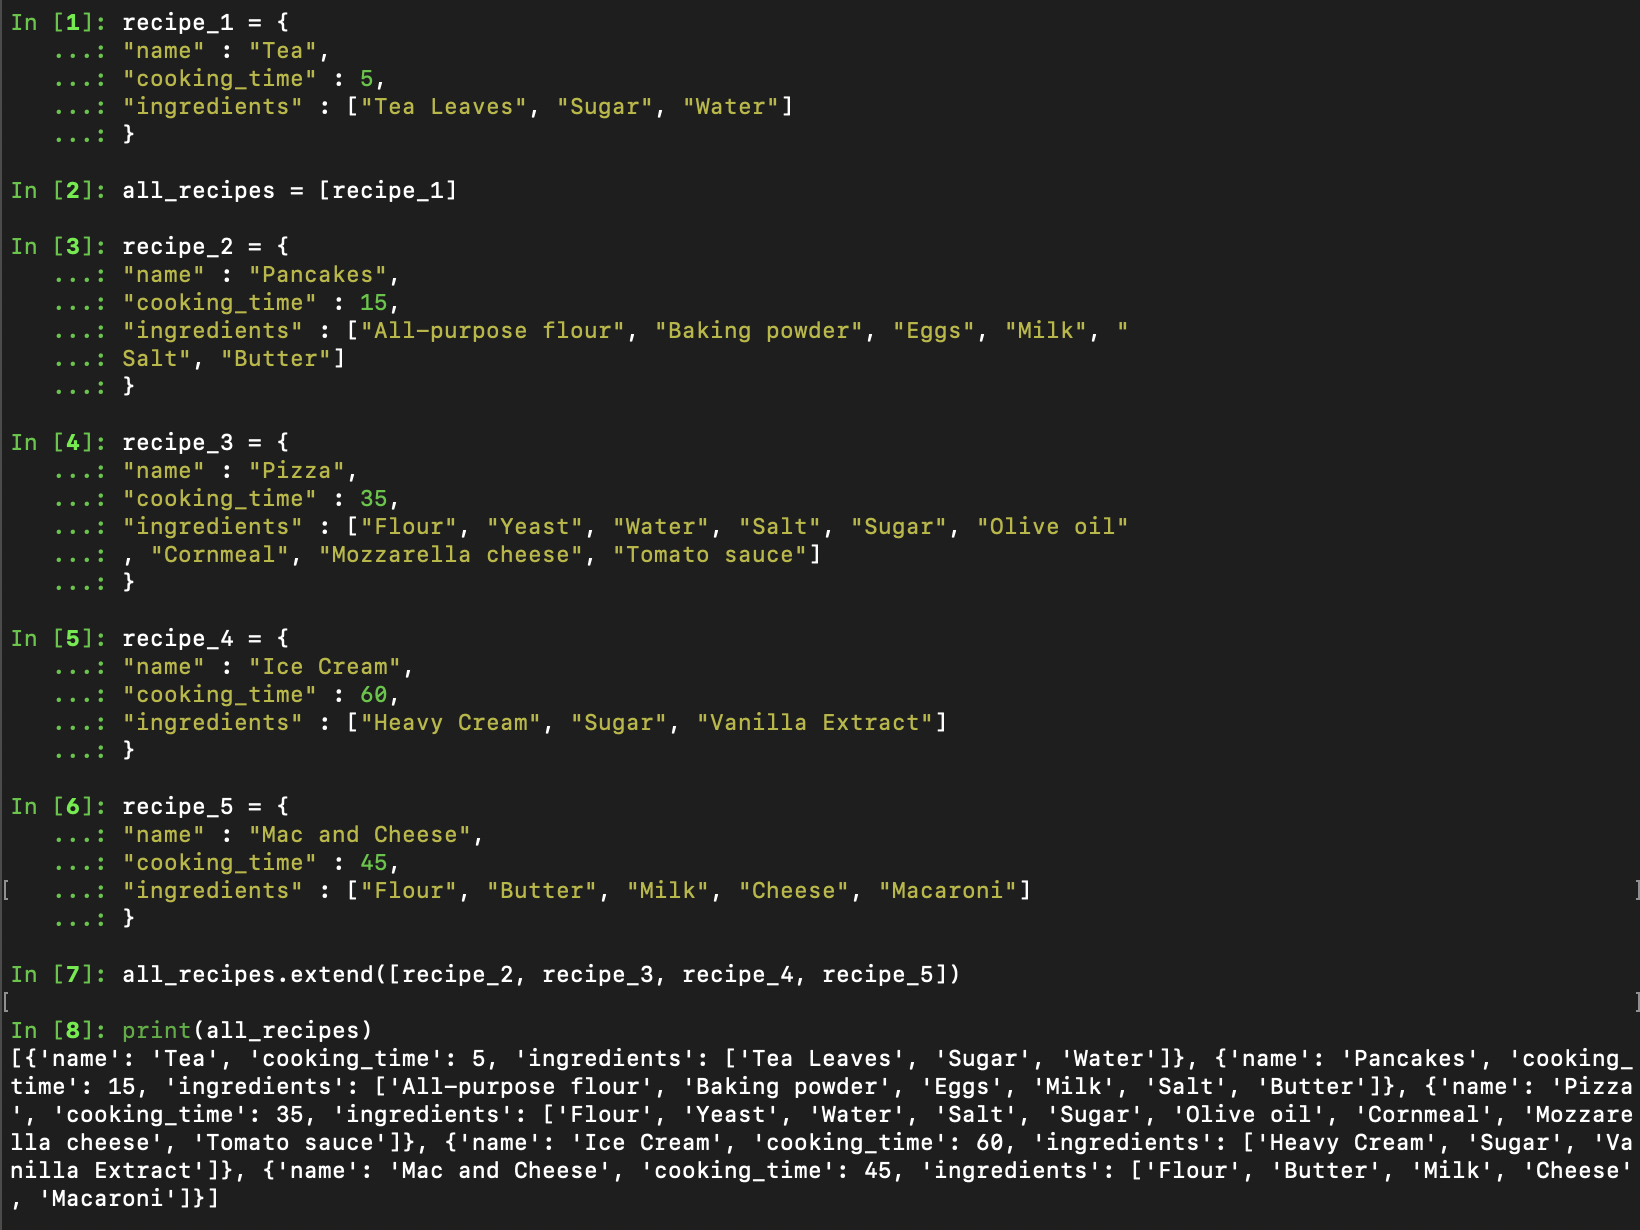 In [1]: recipe_1 = {
   ...: "name" : "Tea",
   ...: "cooking_time" : 5,
   ...: "ingredients" : ["Tea Leaves", "Sugar", "Water"]
   ...: }

In [2]: all_recipes = [recipe_1]

In [3]: recipe_2 = {
   ...: "name" : "Pancakes",
   ...: "cooking_time" : 15,
   ...: "ingredients" : ["All-purpose flour", "Baking powder", "Eggs", "Milk", "
   ...: Salt", "Butter"]
   ...: }

In [4]: recipe_3 = {
   ...: "name" : "Pizza",
   ...: "cooking_time" : 35,
   ...: "ingredients" : ["Flour", "Yeast", "Water", "Salt", "Sugar", "Olive oil"
   ...: , "Cornmeal", "Mozzarella cheese", "Tomato sauce"]
   ...: }

In [5]: recipe_4 = {
   ...: "name" : "Ice Cream",
   ...: "cooking_time" : 60,
   ...: "ingredients" : ["Heavy Cream", "Sugar", "Vanilla Extract"]
   ...: }

In [6]: recipe_5 = {
   ...: "name" : "Mac and Cheese",
   ...: "cooking_time" : 45,
[   ...: "ingredients" : ["Flour", "Butter", "Milk", "Cheese", "Macaroni"] ]
   ...: }

In [7]: all_recipes.extend([recipe_2, recipe_3, recipe_4, recipe_5])
[ ]
In [8]: print(all_recipes)
[{'name': 'Tea', 'cooking_time': 5, 'ingredients': ['Tea Leaves', 'Sugar', 'Water']}, {'name': 'Pancakes', 'cooking_
time': 15, 'ingredients': ['All-purpose flour', 'Baking powder', 'Eggs', 'Milk', 'Salt', 'Butter']}, {'name': 'Pizza
', 'cooking_time': 35, 'ingredients': ['Flour', 'Yeast', 'Water', 'Salt', 'Sugar', 'Olive oil', 'Cornmeal', 'Mozzare
lla cheese', 'Tomato sauce']}, {'name': 'Ice Cream', 'cooking_time': 60, 'ingredients': ['Heavy Cream', 'Sugar', 'Va
nilla Extract']}, {'name': 'Mac and Cheese', 'cooking_time': 45, 'ingredients': ['Flour', 'Butter', 'Milk', 'Cheese'
, 'Macaroni']}]